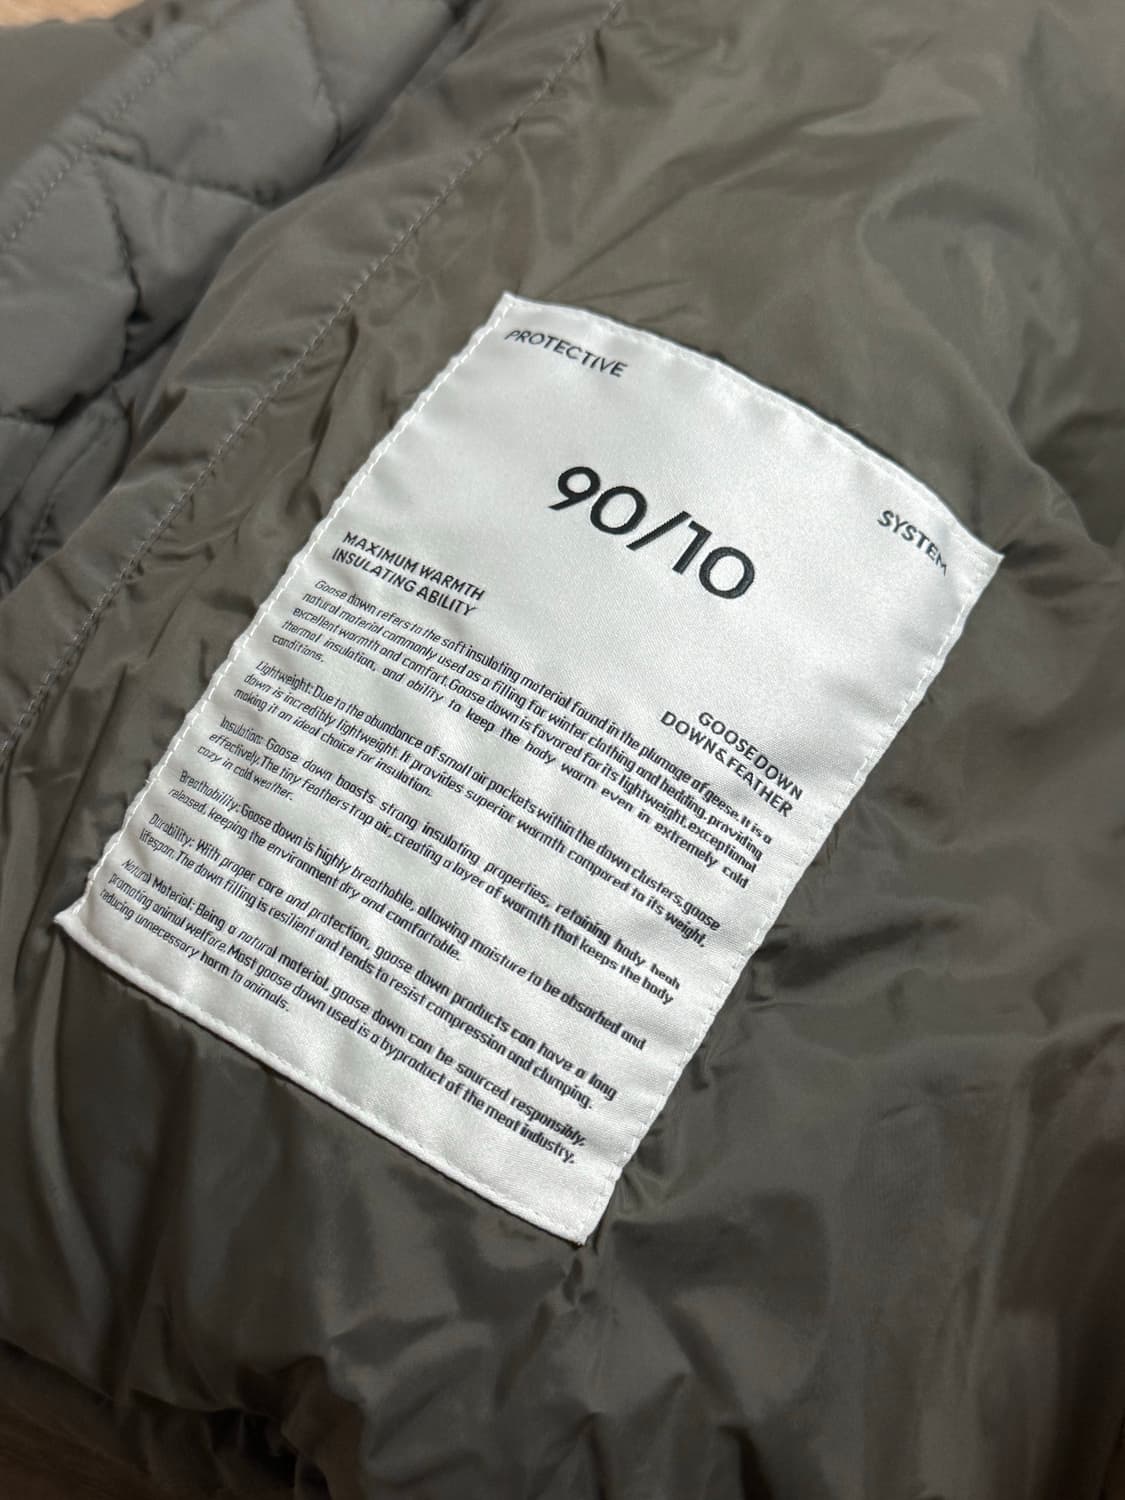 PROTECTIVE
SYSTEM
90/10
MAXIMUM WARMTH
INSULATING ABILITY
GOOSE DOWN
DOWN & FEATHER
Goose down refers to the soft insulating material found in the plumage of geese. It is a
natural material commonly used as a filling for winter clothing and bedding, providing
excellent warmth and comfort. Goose down is favored for its lightweight, exceptional
thermal insulation, and ability to keep the body warm even in extremely cold
conditions.
Lightweight: Due to the abundance of small air pockets within the down clusters, goose
down is incredibly lightweight. It provides superior warmth compared to its weight,
making it an ideal choice for insulation.
Insulation: Goose down boasts strong insulating properties, retaining body heah
effectively. The tiny feathers trap air, creating a layer of warmth that keeps the body
cozy in cold weather.
Breathability: Goose down is highly breathable, allowing moisture to be absorbed and
released, keeping the environment dry and comfortable.
Durability: With proper care and protection, goose down products can have a long
lifespan. The down filling is resilient and tends to resist compression and clumping.
Natural Material: Being a natural material, goose down can be sourced responsibly,
promoting animal welfare. Most goose down used is a byproduct of the meat industry,
reducing unnecessary harm to animals.